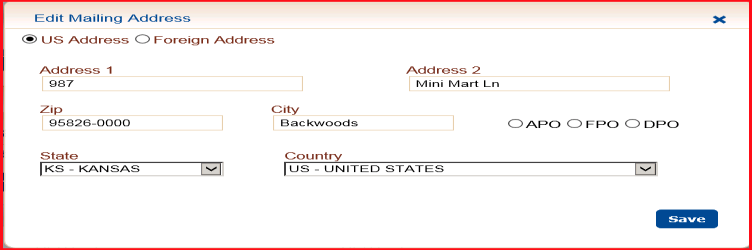 Edit Mailing Address
US Address Foreign Address
Address 1 Address 2
987 Mini Mart Ln
Zip City
95826-0000 Backwoods APO FPO DPO
State Country
KS - KANSAS US - UNITED STATES
Save